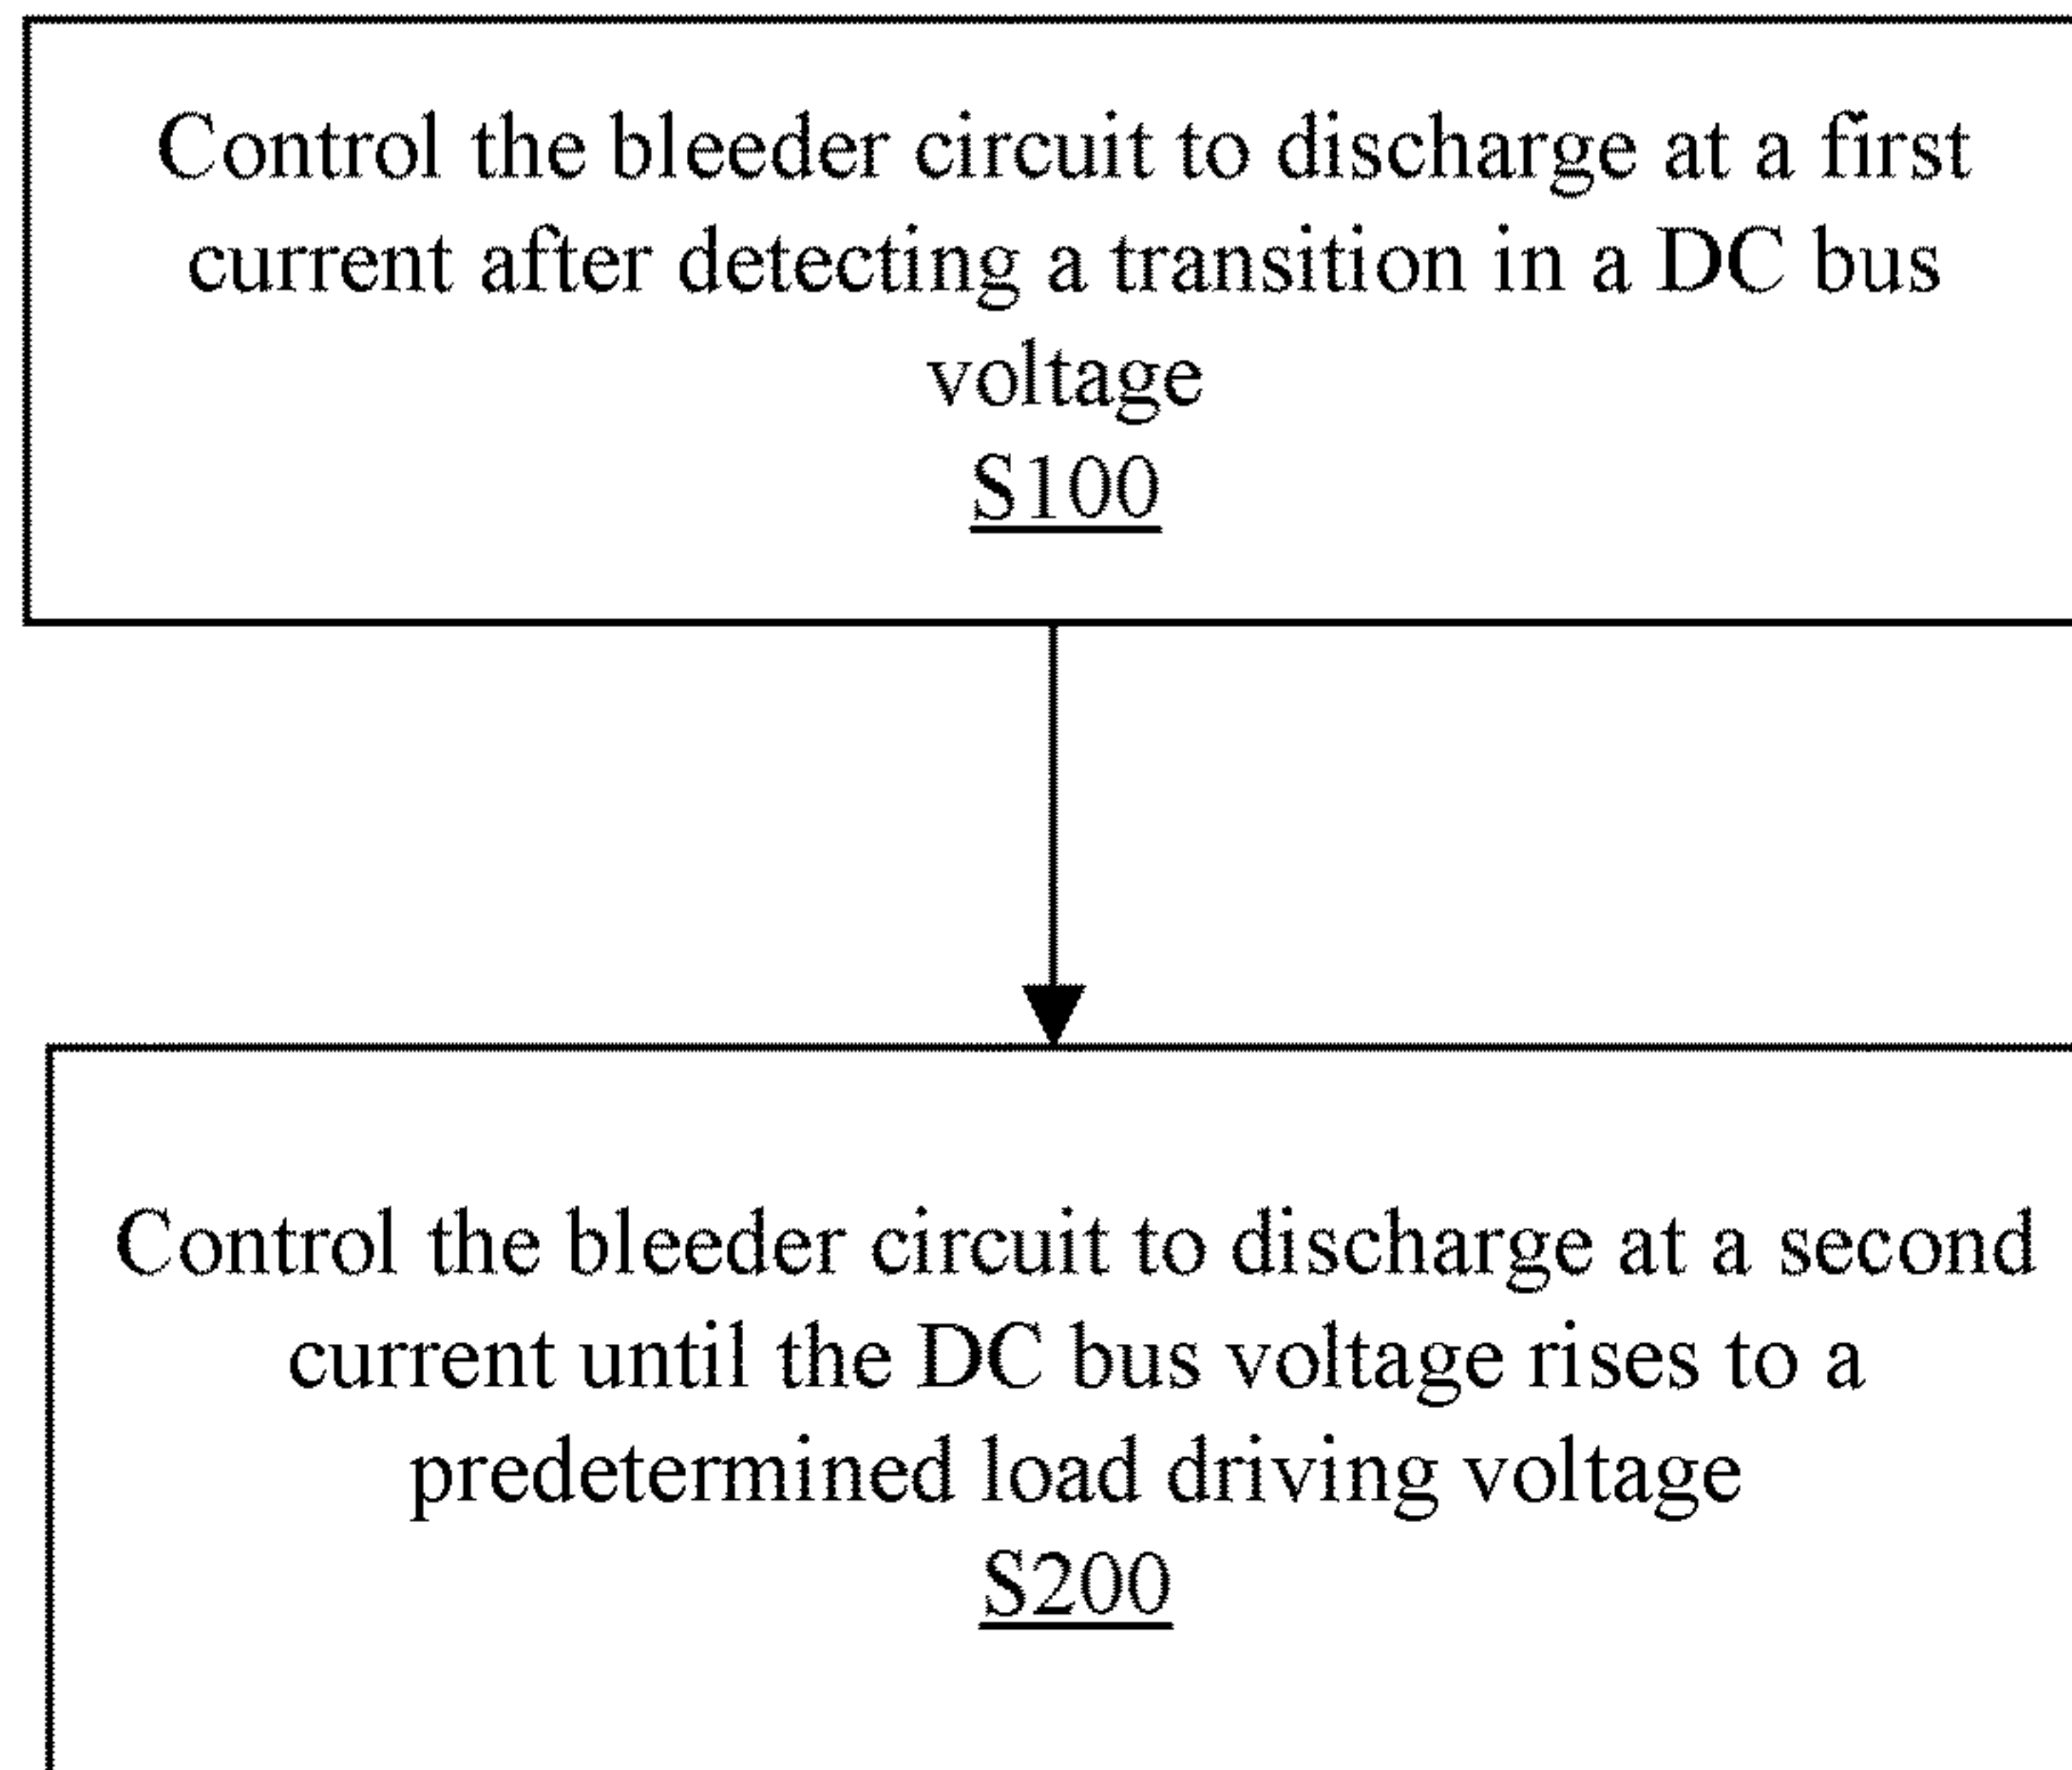 Control the bleeder circuit to discharge at a first
current after detecting a transition in a DC bus
voltage
S100
Control the bleeder circuit to discharge at a second
current until the DC bus voltage rises to a
predetermined load driving voltage
S200